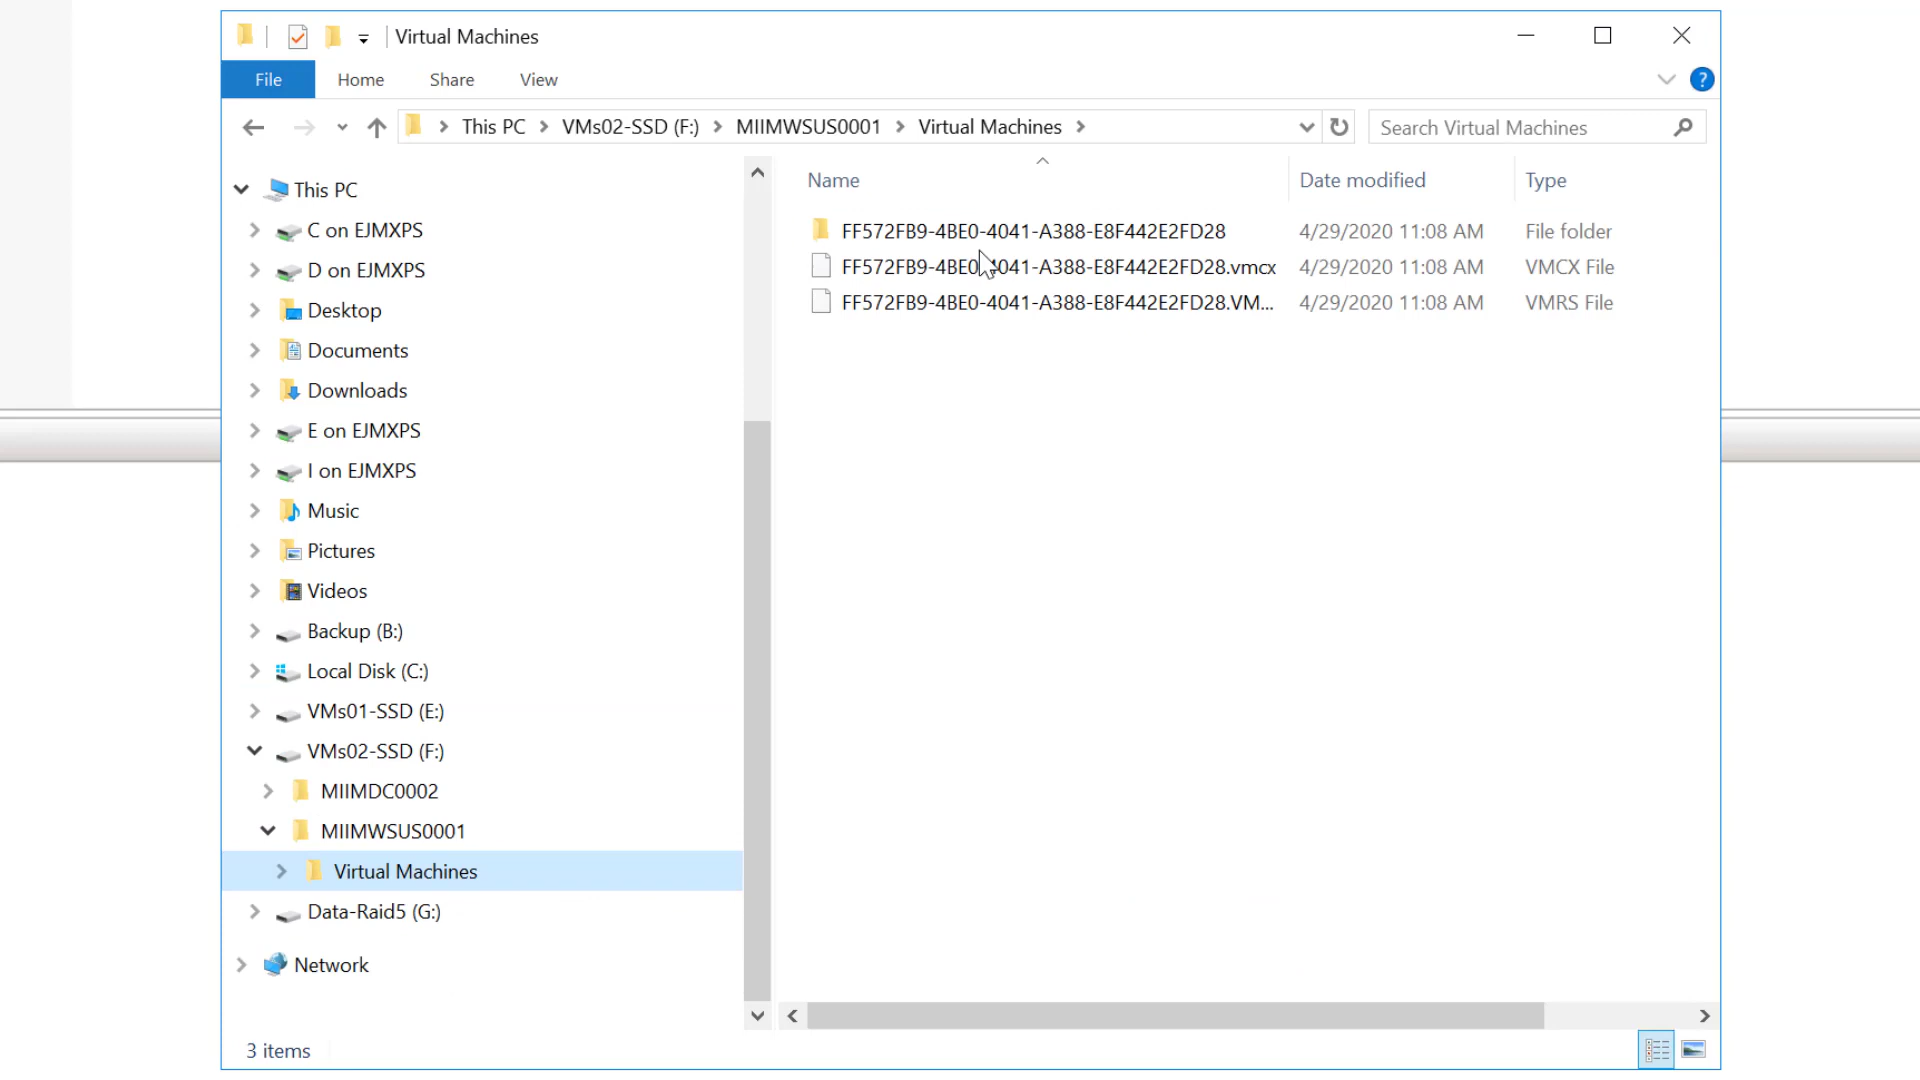 Virtual Machines
File Home Share View
This PC VMs02-SSD (F:) MIIMWSUS0001 Virtual Machines Search Virtual Machines
Name Date modified Type
FF572FB9-4BE0-4041-A388-E8F442E2FD28 4/29/2020 11:08 AM File folder
FF572FB9-4BE0-4041-A388-E8F442E2FD28.vmcx 4/29/2020 11:08 AM VMCX File
FF572FB9-4BE0-4041-A388-E8F442E2FD28.VM... 4/29/2020 11:08 AM VMRS File
This PC
C on EJMXPS
D on EJMXPS
Desktop
Documents
Downloads
E on EJMXPS
I on EJMXPS
Music
Pictures
Videos
Backup (B:)
Local Disk (C:)
VMs01-SSD (E:)
VMs02-SSD (F:)
MIIMDC0002
MIIMWSUS0001
Virtual Machines
Data-Raid5 (G:)
Network
3 items